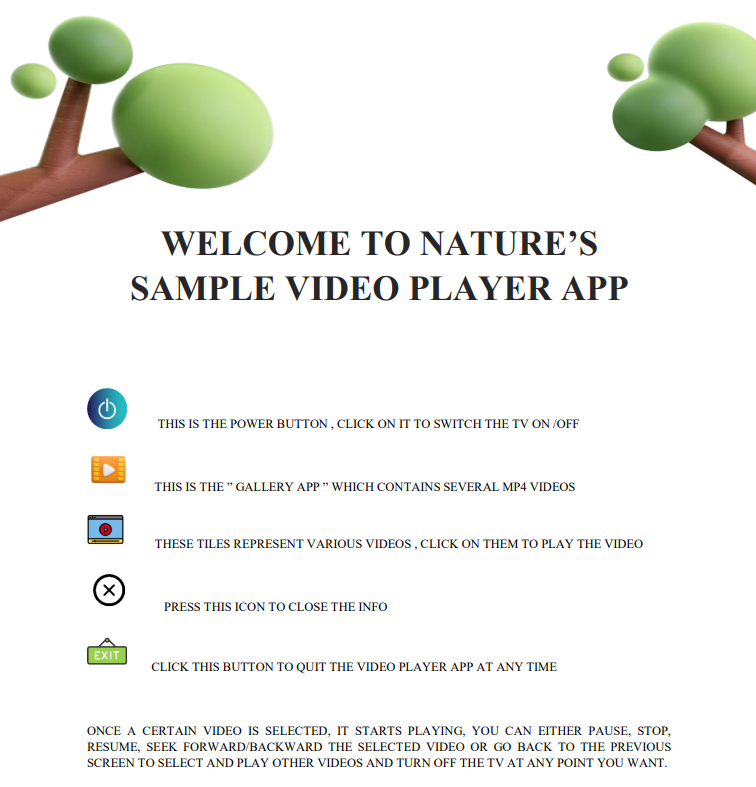 WELCOME TO NATURE’S
SAMPLE VIDEO PLAYER APP
THIS IS THE POWER BUTTON , CLICK ON IT TO SWITCH THE TV ON /OFF
THIS IS THE ” GALLERY APP ” WHICH CONTAINS SEVERAL MP4 VIDEOS
THESE TILES REPRESENT VARIOUS VIDEOS , CLICK ON THEM TO PLAY THE VIDEO
PRESS THIS ICON TO CLOSE THE INFO
EXIT
CLICK THIS BUTTON TO QUIT THE VIDEO PLAYER APP AT ANY TIME
ONCE A CERTAIN VIDEO IS SELECTED, IT STARTS PLAYING, YOU CAN EITHER PAUSE, STOP,
RESUME, SEEK FORWARD/BACKWARD THE SELECTED VIDEO OR GO BACK TO THE PREVIOUS
SCREEN TO SELECT AND PLAY OTHER VIDEOS AND TURN OFF THE TV AT ANY POINT YOU WANT.